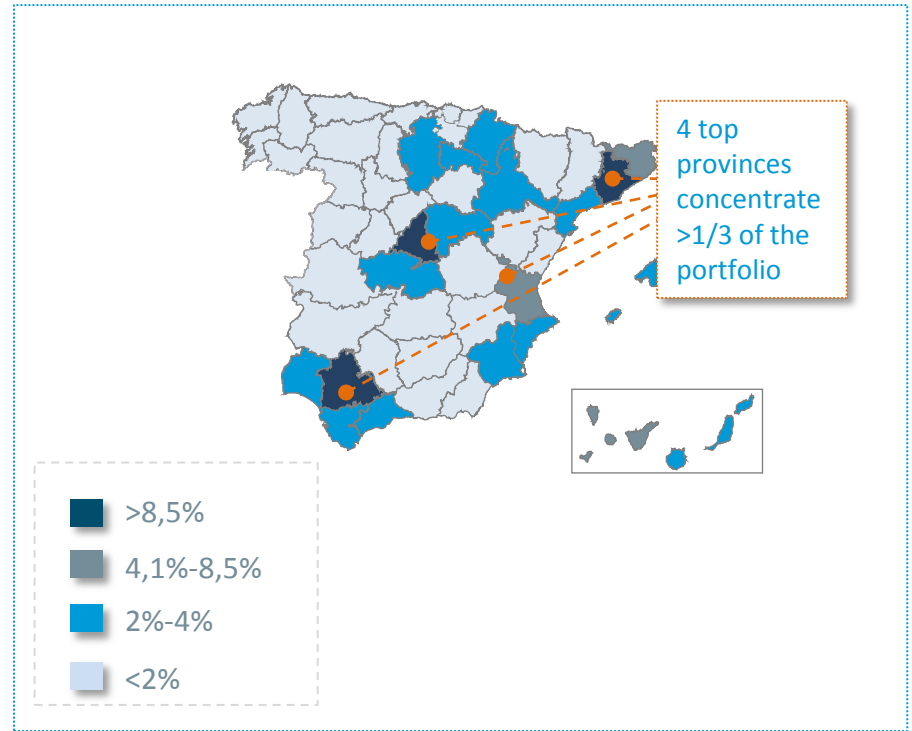 4 top
provinces
concentrate
>1/3 of the
portfolio
>8,5%
4,1%-8,5%
2%-4%
<2%